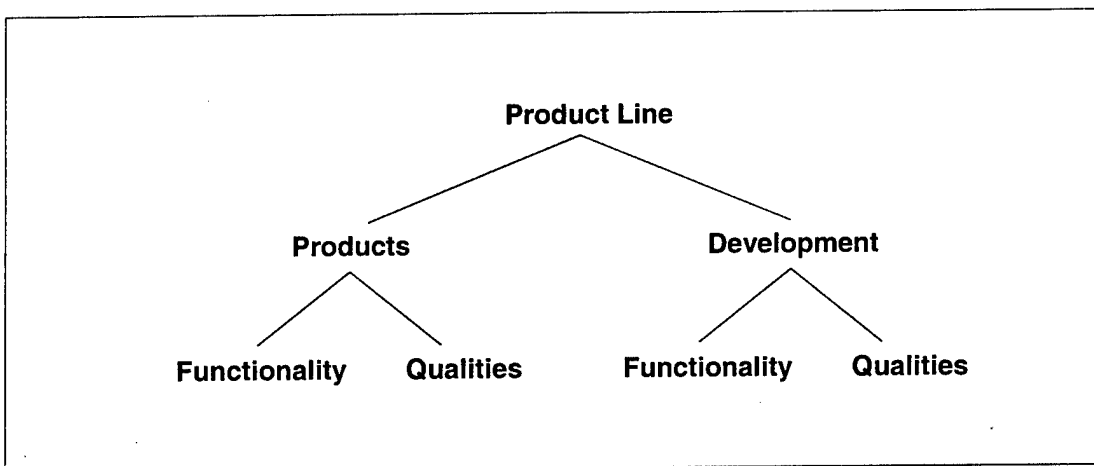 Product Line
Products
Development
Functionality
Qualities
Functionality
Qualities